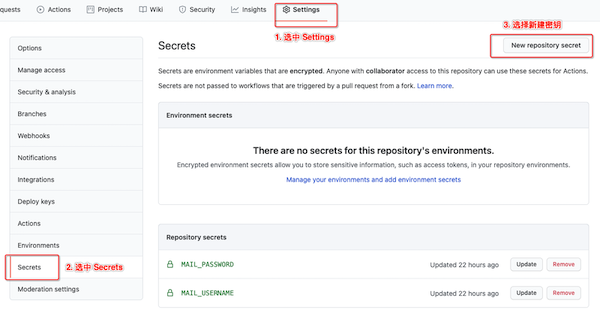 quests Actions Projects Wiki Security Insights Settings
1. 选中 Settings
3. 选择新建密钥
Options
Manage access
Security & analysis
Branches
Webhooks
Notifications
Integrations
Deploy keys
Actions
Environments
Secrets
2. 选中 Secrets
Moderation settings
Secrets
New repository secret
Secrets are environment variables that are encrypted. Anyone with collaborator access to this repository can use these secrets for Actions.
Secrets are not passed to workflows that are triggered by a pull request from a fork. Learn more.
Environment secrets
There are no secrets for this repository's environments.
Encrypted environment secrets allow you to store sensitive information, such as access tokens, in your repository environments.
Manage your environments and add environment secrets
Repository secrets
MAIL_PASSWORD Updated 22 hours ago Update Remove
MAIL_USERNAME Updated 22 hours ago Update Remove